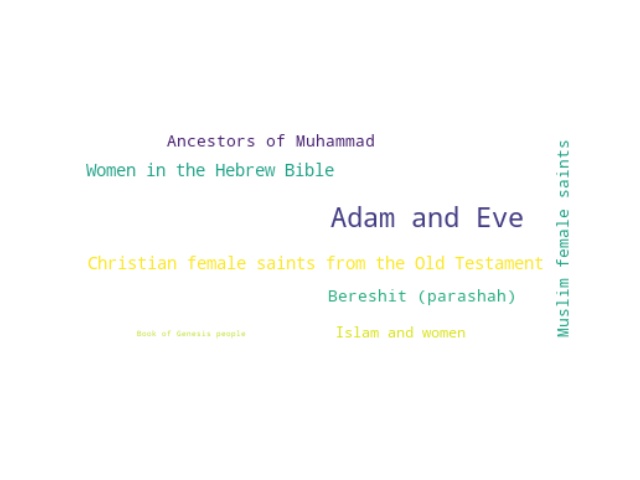 Ancestors of Muhammad
Women in the Hebrew Bible
Adam and Eve
Christian female saints from the Old Testament
Bereshit (parashah)
Book of Genesis people
Islam and women
Muslim female saints